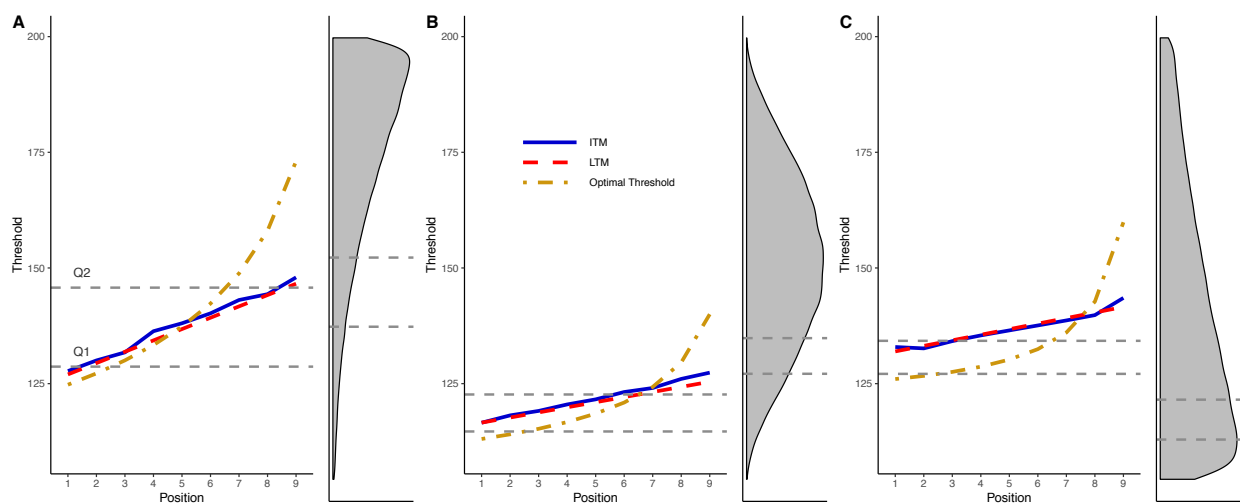 A
B
C
200
175
150
125
Threshold
Q2
Q1
1 2 3 4 5 6 7 8 9
Position
200
175
150
125
Threshold
ITM
LTM
Optimal Threshold
1 2 3 4 5 6 7 8 9
Position
200
175
150
125
Threshold
1 2 3 4 5 6 7 8 9
Position